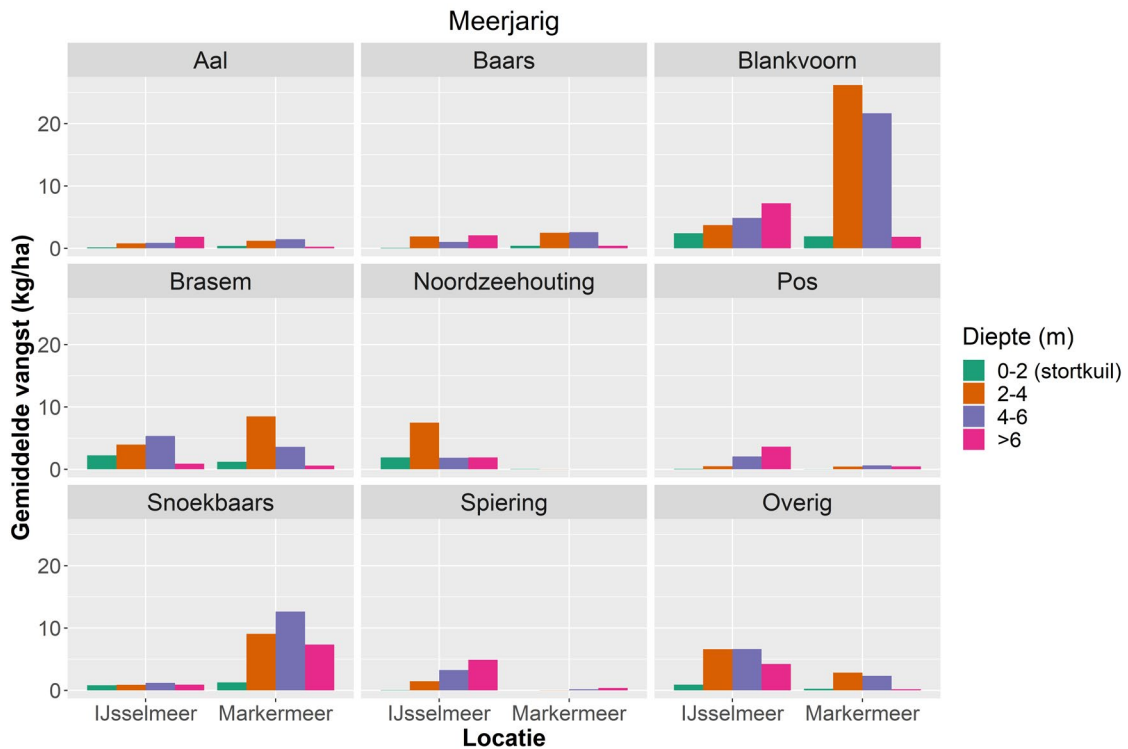 Meerjarig
Aal
Baars
Blankvoorn
20
10
0
Brasem
Noordzeehouting
Pos
20
10
0
Snoekbaars
Spiering
Overig
20
10
0
IJsselmeer
Markermeer
IJsselmeer
Markermeer
IJsselmeer
Markermeer
Locatie
Gemiddelde vangst (kg/ha)
Diepte (m)
0-2 (stortkuil)
2-4
4-6
>6